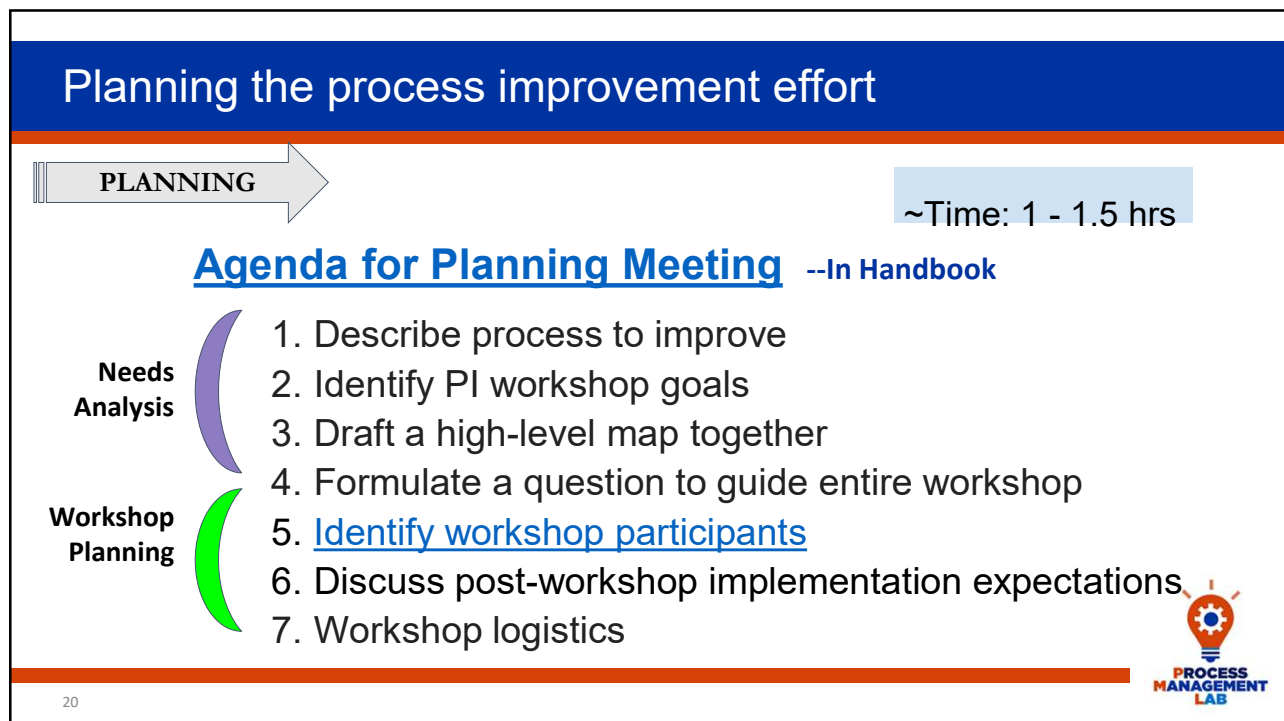 Planning the process improvement effort
PLANNING
~Time: 1 - 1.5 hrs
Agenda for Planning Meeting --In Handbook
Needs
Analysis
1. Describe process to improve
2. Identify PI workshop goals
3. Draft a high-level map together
4. Formulate a question to guide entire workshop
Workshop
Planning
5. Identify workshop participants
6. Discuss post-workshop implementation expectations
7. Workshop logistics
PROCESS
MANAGEMENT
LAB
20